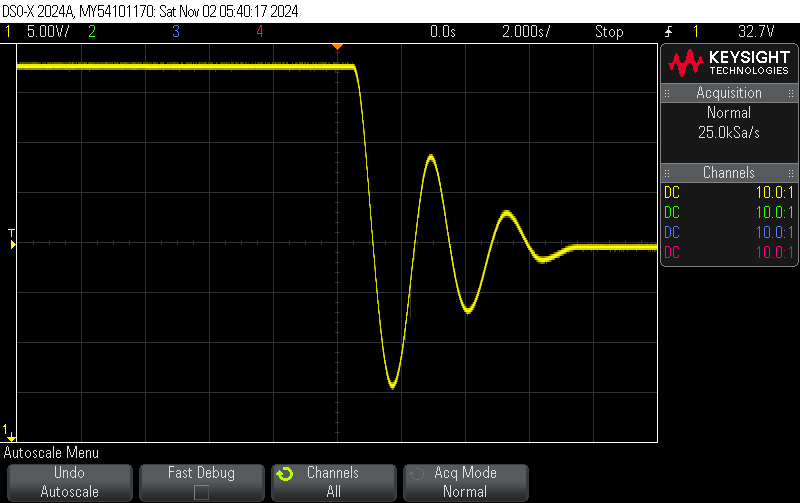 DSO-X 2024A, MY54101170: Sat Nov 02 05:40:17 2024
1 5.00V/ 2 3 4 0.0s 2.000s/ Stop 1 32.7V
KEYSIGHT
TECHNOLOGIES
Acquisition
Normal
25.0kSa/s
Channels
DC 10.0:1
DC 10.0:1
DC 10.0:1
DC 10.0:1
T
1
Autoscale Menu
Undo
Autoscale
Fast Debug
Channels
All
Acq Mode
Normal